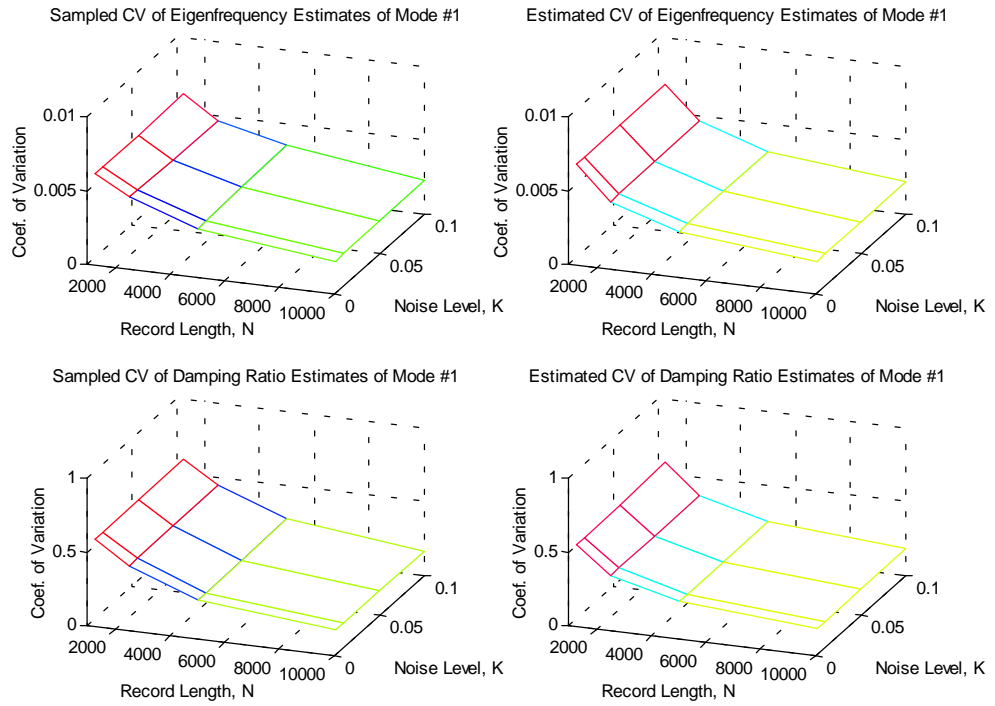 Sampled CV of Eigenfrequency Estimates of Mode #1
0.01
0.005
0
Coef. of Variation
2000
4000
6000
8000
10000
Record Length, N
0
0.05
0.1
Noise Level, K
Estimated CV of Eigenfrequency Estimates of Mode #1
0.01
0.005
0
Coef. of Variation
2000
4000
6000
8000
10000
Record Length, N
0
0.05
0.1
Noise Level, K
Sampled CV of Damping Ratio Estimates of Mode #1
1
0.5
0
Coef. of Variation
2000
4000
6000
8000
10000
Record Length, N
0
0.05
0.1
Noise Level, K
Estimated CV of Damping Ratio Estimates of Mode #1
1
0.5
0
Coef. of Variation
2000
4000
6000
8000
10000
Record Length, N
0
0.05
0.1
Noise Level, K